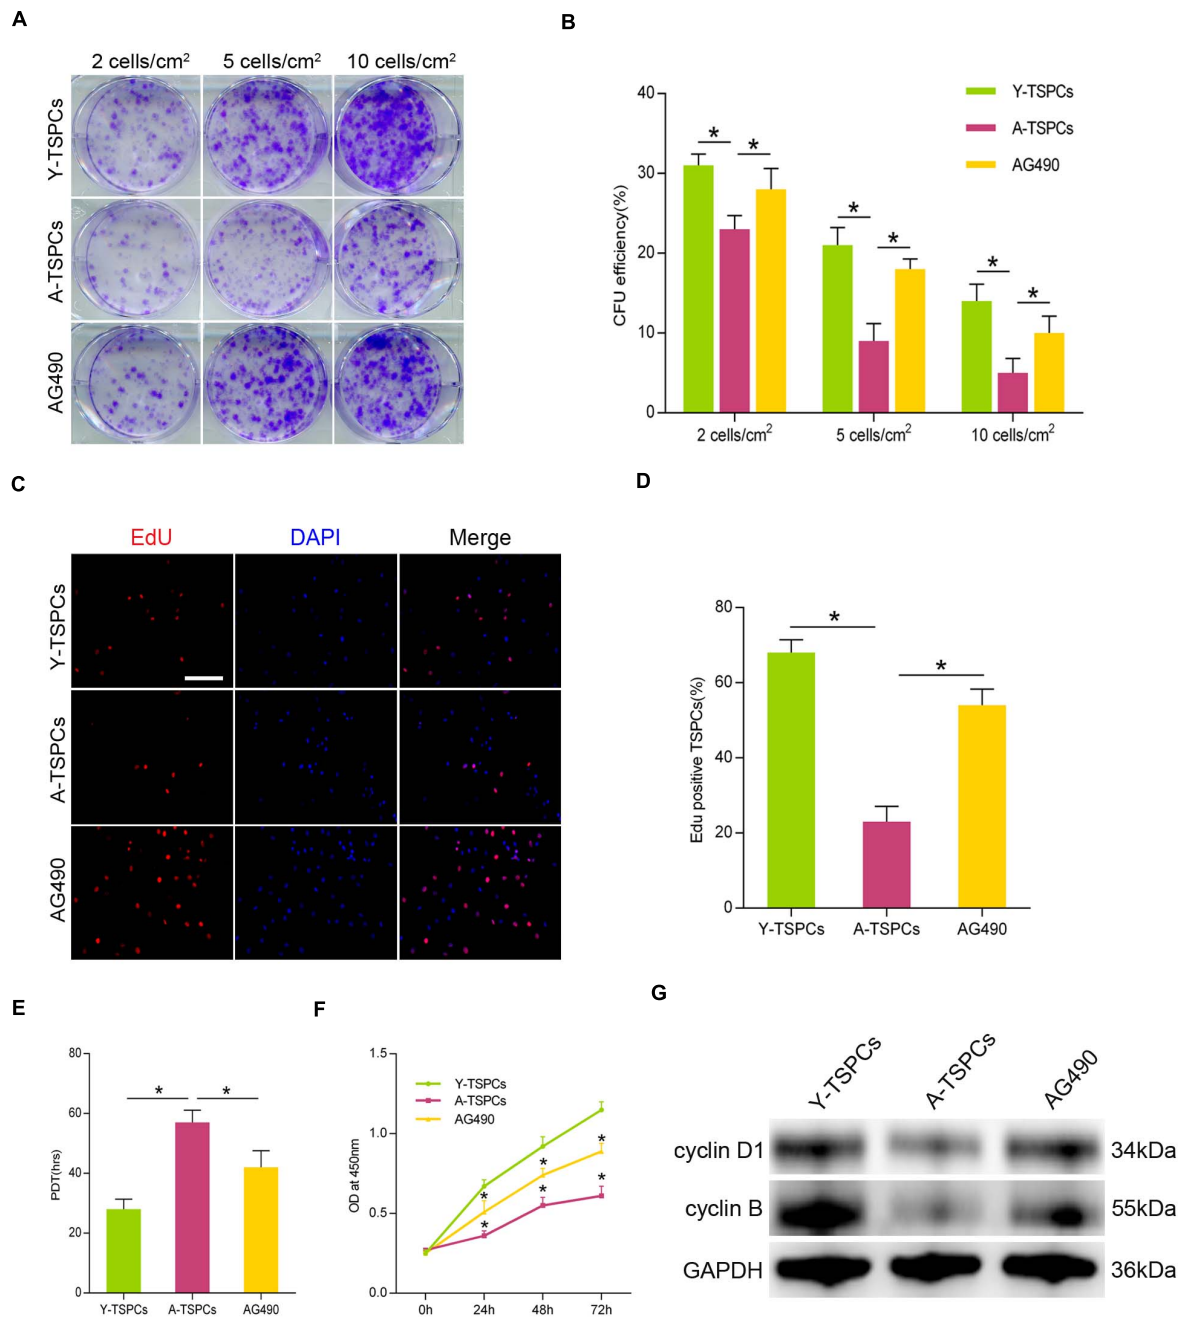 A
2 cells/cm²
5 cells/cm²
10 cells/cm²
Y-TSPCs
A-TSPCs
AG490
B
CFU efficiency(%)
40
30
20
10
0
Y-TSPCs
A-TSPCs
AG490
* *
* *
* *
2 cells/cm²
5 cells/cm²
10 cells/cm²
C
EdU
DAPI
Merge
Y-TSPCs
A-TSPCs
AG490
D
Edu positive TSPCs(%)
80
60
40
20
0
*
*
Y-TSPCs
A-TSPCs
AG490
E
PDT(hrs)
80
60
40
20
0
* *
Y-TSPCs
A-TSPCs
AG490
F
OD at 450nm
1.5
1.0
0.5
0.0
Y-TSPCs
A-TSPCs
AG490
*
*
*
*
*
*
0h
24h
48h
72h
G
Y-TSPCs
A-TSPCs
AG490
cyclin D1
34kDa
cyclin B
55kDa
GAPDH
36kDa